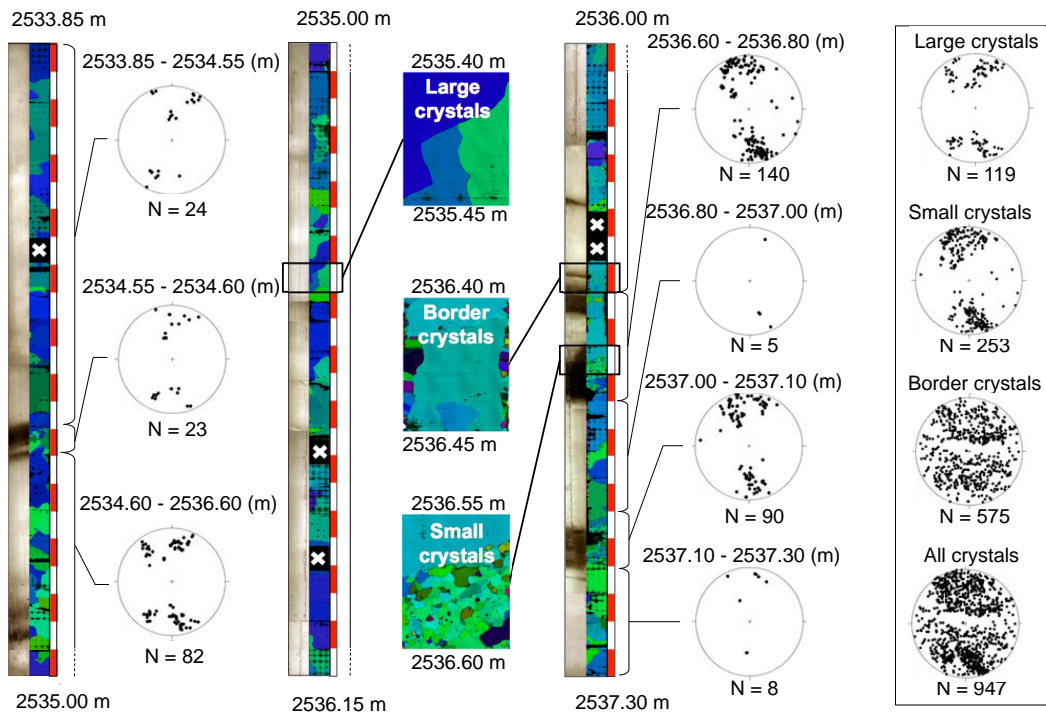 2533.85 m
2533.85 - 2534.55 (m)
N = 24
2534.55 - 2534.60 (m)
N = 23
2534.60 - 2536.60 (m)
N = 82
2535.00 m
2535.00 m
2536.15 m
2535.40 m
Large
crystals
2535.45 m
2536.40 m
Border
crystals
2536.45 m
2536.55 m
Small
crystals
2536.60 m
2536.00 m
2537.30 m
2536.60 - 2536.80 (m)
N = 140
2536.80 - 2537.00 (m)
N = 5
2537.00 - 2537.10 (m)
N = 90
2537.10 - 2537.30 (m)
N = 8
Large crystals
N = 119
Small crystals
N = 253
Border crystals
N = 575
All crystals
N = 947